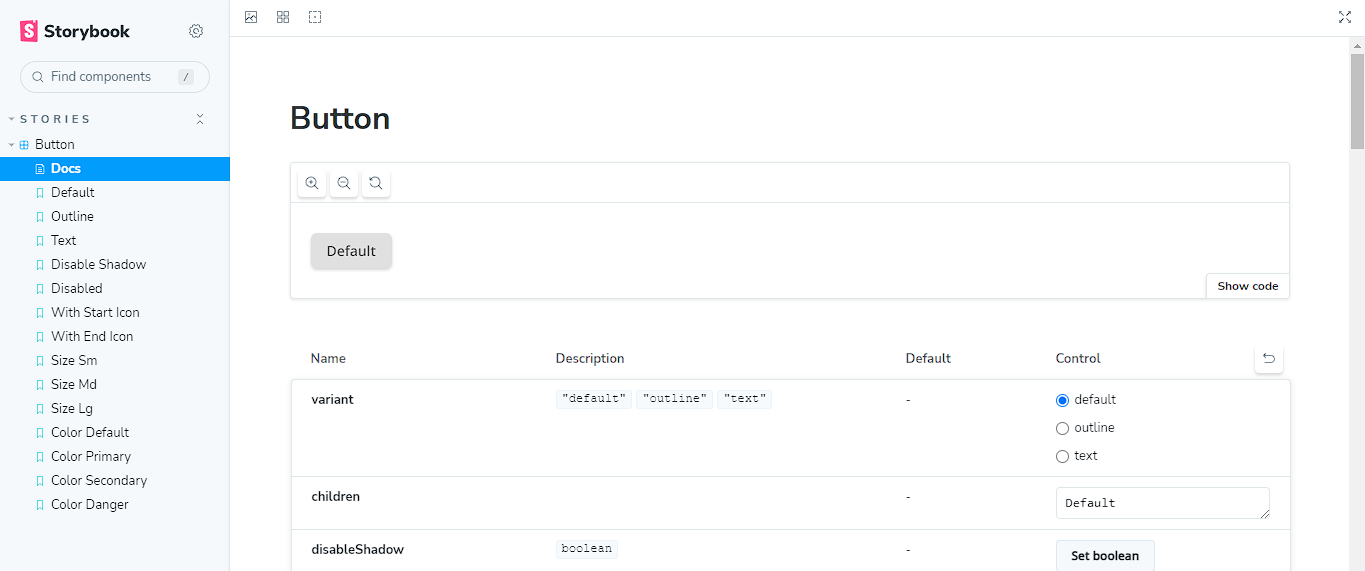 Storybook
Find components /
STORIES
Button
Docs
Default
Outline
Text
Disable Shadow
Disabled
With Start Icon
With End Icon
Size Sm
Size Md
Size Lg
Color Default
Color Primary
Color Secondary
Color Danger
Button
Default
Show code
Name Description Default Control
variant "default" "outline" "text" - default
outline
text
children - Default
disableShadow boolean - Set boolean